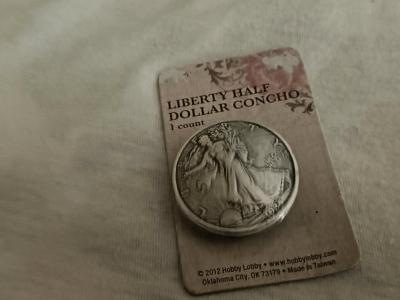 LIBERTY HALF
DOLLAR CONCHO
1 count
© 2012 Hobby Lobby • www.hobbylobby.com
Oklahoma City, OK 73179 • Made in Taiwan